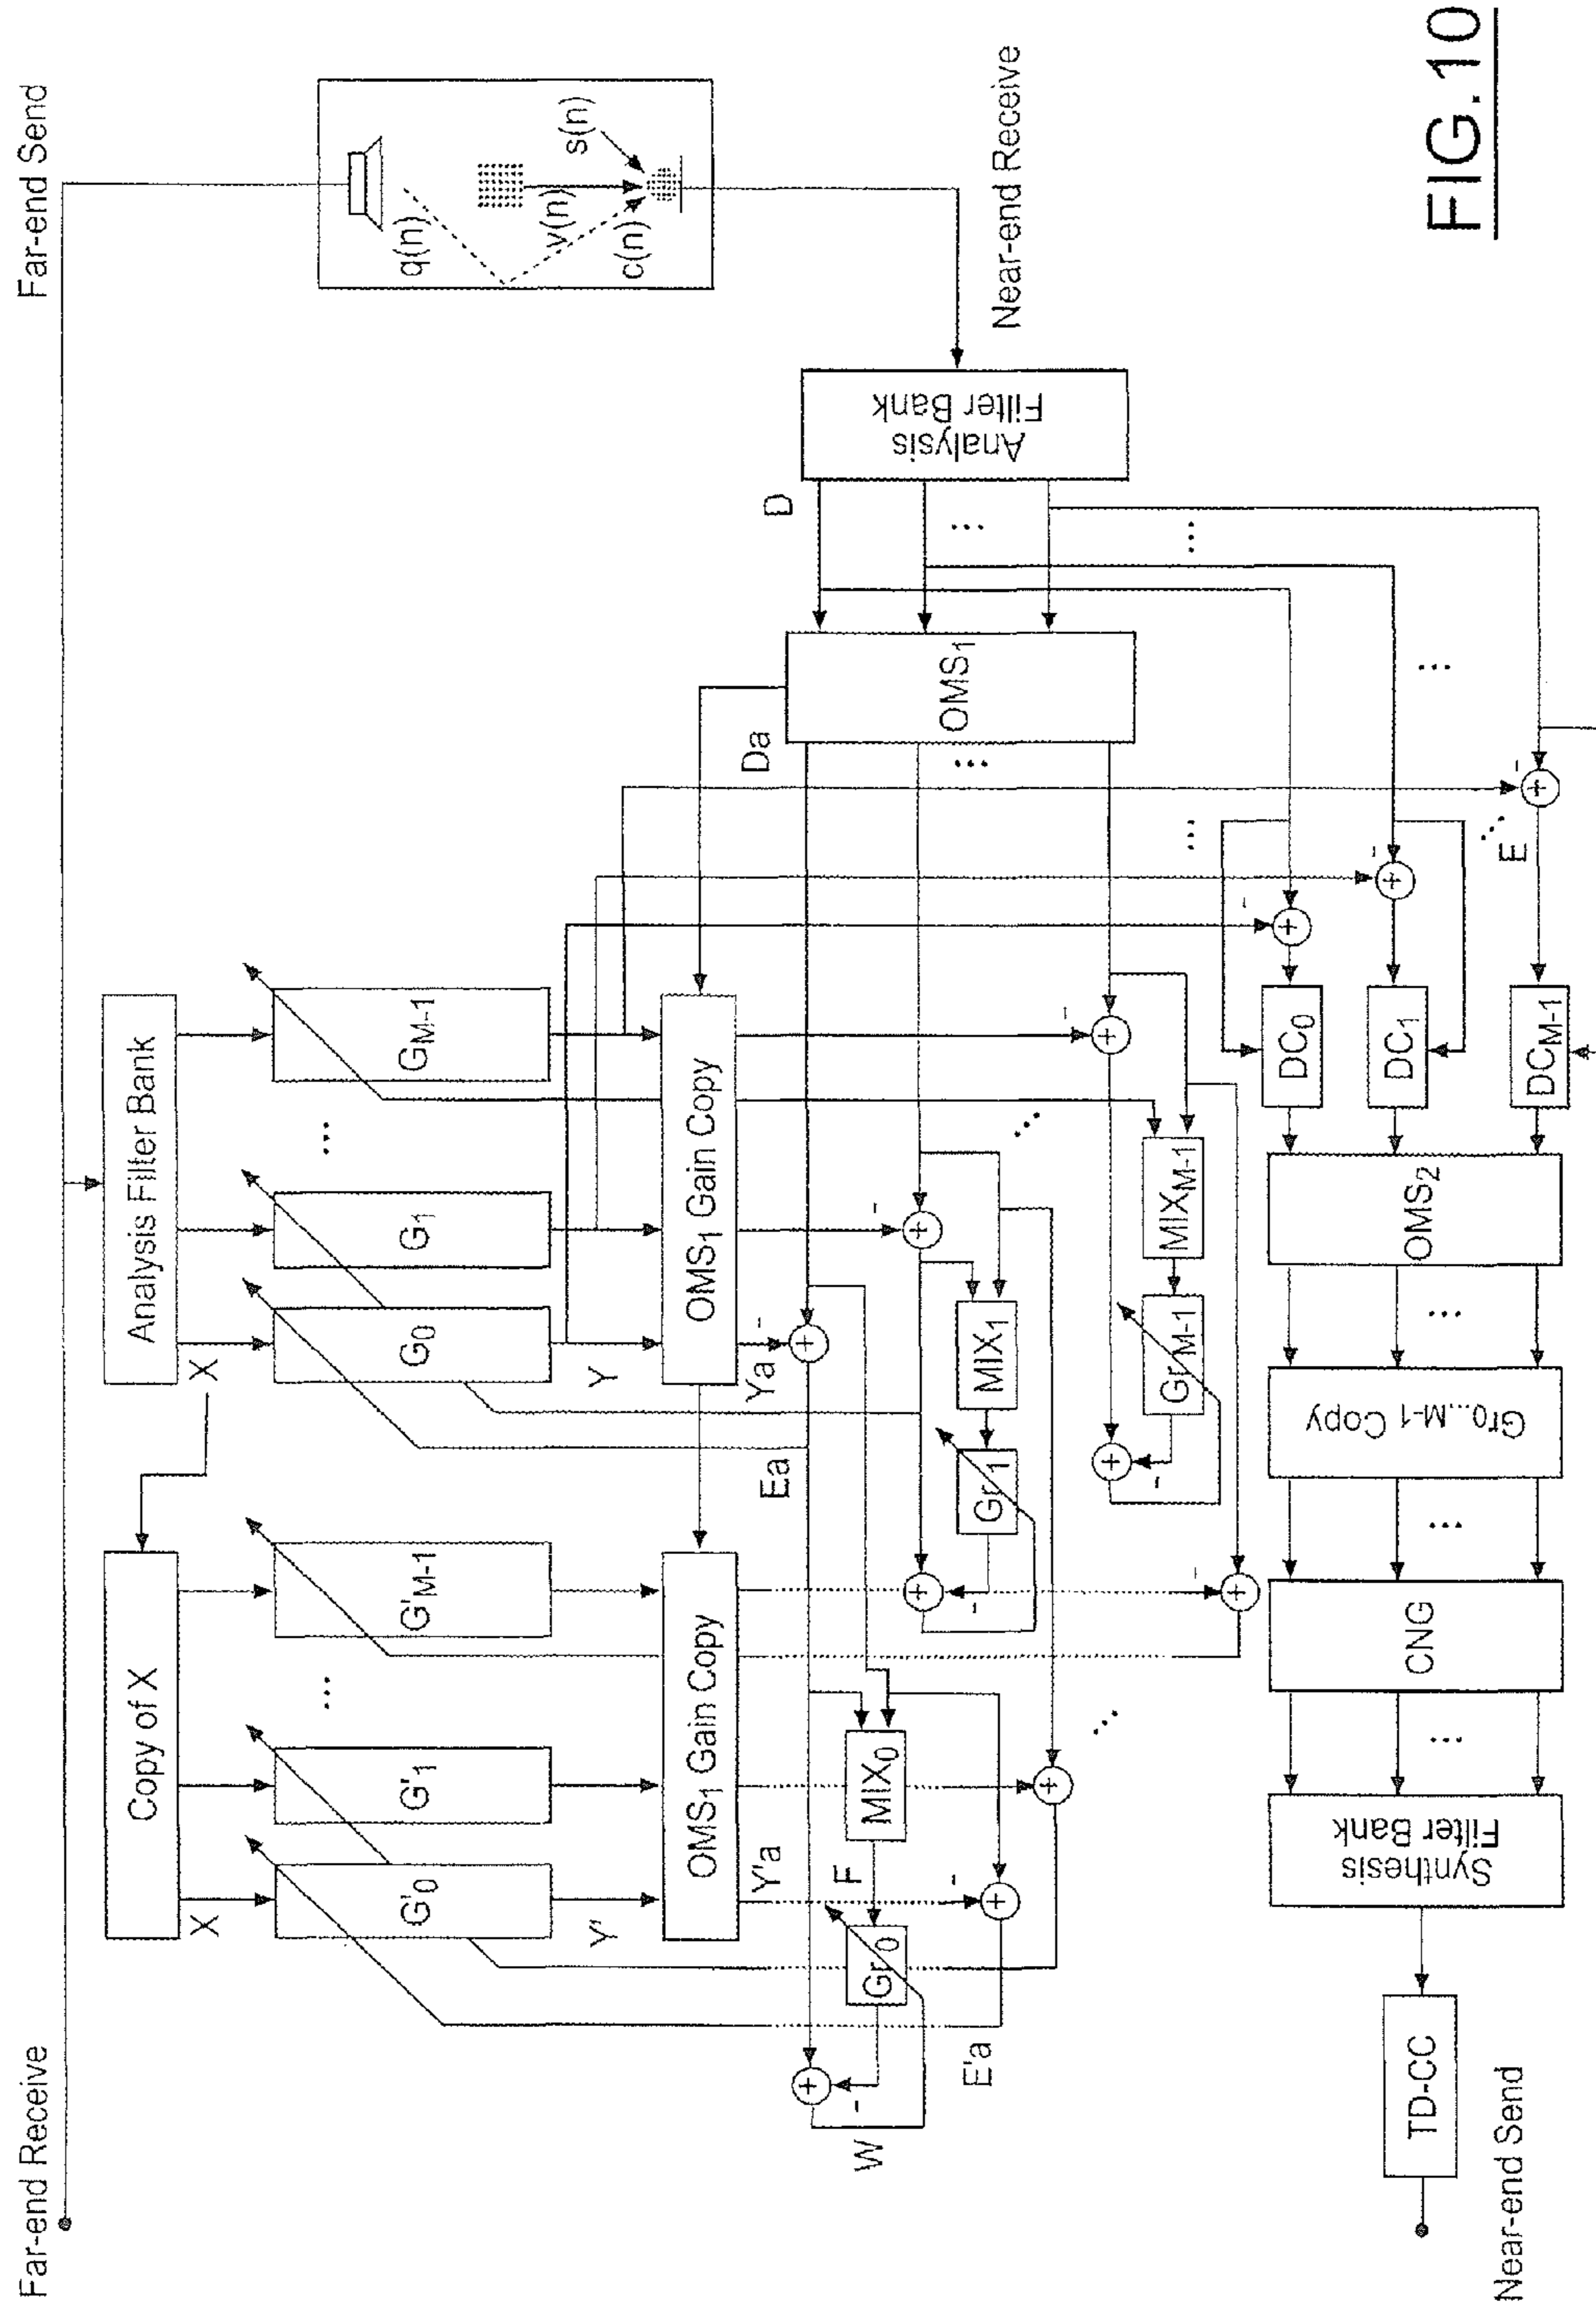 Far-end Receive
Far-end Send
Copy of X
Analysis Filter Bank
X
X
G'0
G'1
...
G'M-1
G0
G1
...
GM-1
Y'
Y
OMS1 Gain Copy
OMS1 Gain Copy
Y'a
Ya
Ea
Da
D
q(n)
v(n)
s(n)
c(n)
Near-end Receive
Analysis
Filter Bank
OMS1
...
...
...
...
...
...
W
+
-
Gr0
F
MIX0
E'a
+
-
+
-
Gr1
MIX1
+
-
+
-
+
...
...
Gr M-1
MIXM-1
+
-
+
-
+
-
+
-
+
-
+
-
E
DC0
DC1
DCM-1
OMS2
...
Gr0...M-1 Copy
...
CNG
...
Synthesis
Filter Bank
TD-CC
Near-end Send
FIG.10